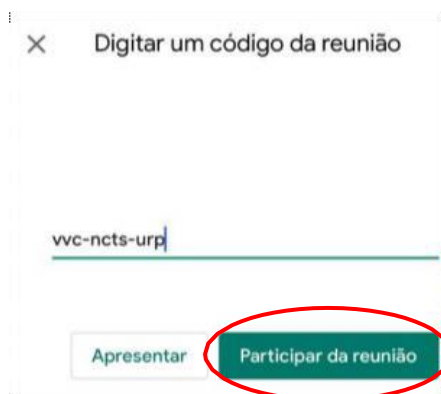 Digitar um código da reunião
vvc-ncts-urp
Apresentar
Participar da reunião